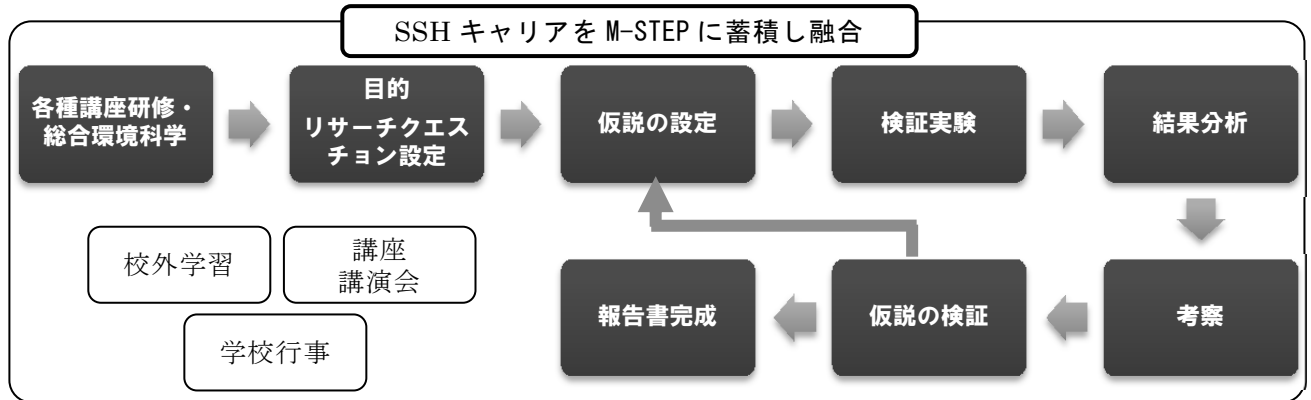 SSH キャリアを M-STEP に蓄積し融合
各種講座研修・
総合環境科学
目的
リサーチクエス
チョン設定
仮説の設定
検証実験
結果分析
校外学習
講座
講演会
学校行事
報告書完成
仮説の検証
考察